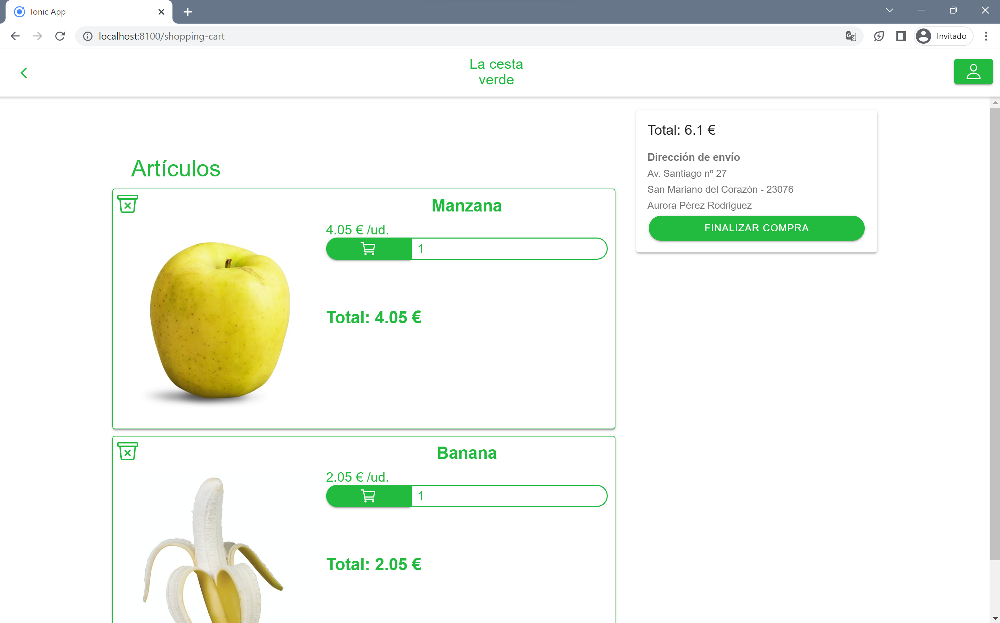 Ionic App
localhost:8100/shopping-cart
Invitado
La cesta
verde
Total: 6.1 €
Dirección de envío
Av. Santiago nº 27
San Mariano del Corazón - 23076
Aurora Pérez Rodriguez
FINALIZAR COMPRA
Artículos
Manzana
4.05 € /ud.
1
Total: 4.05 €
Banana
2.05 € /ud.
1
Total: 2.05 €